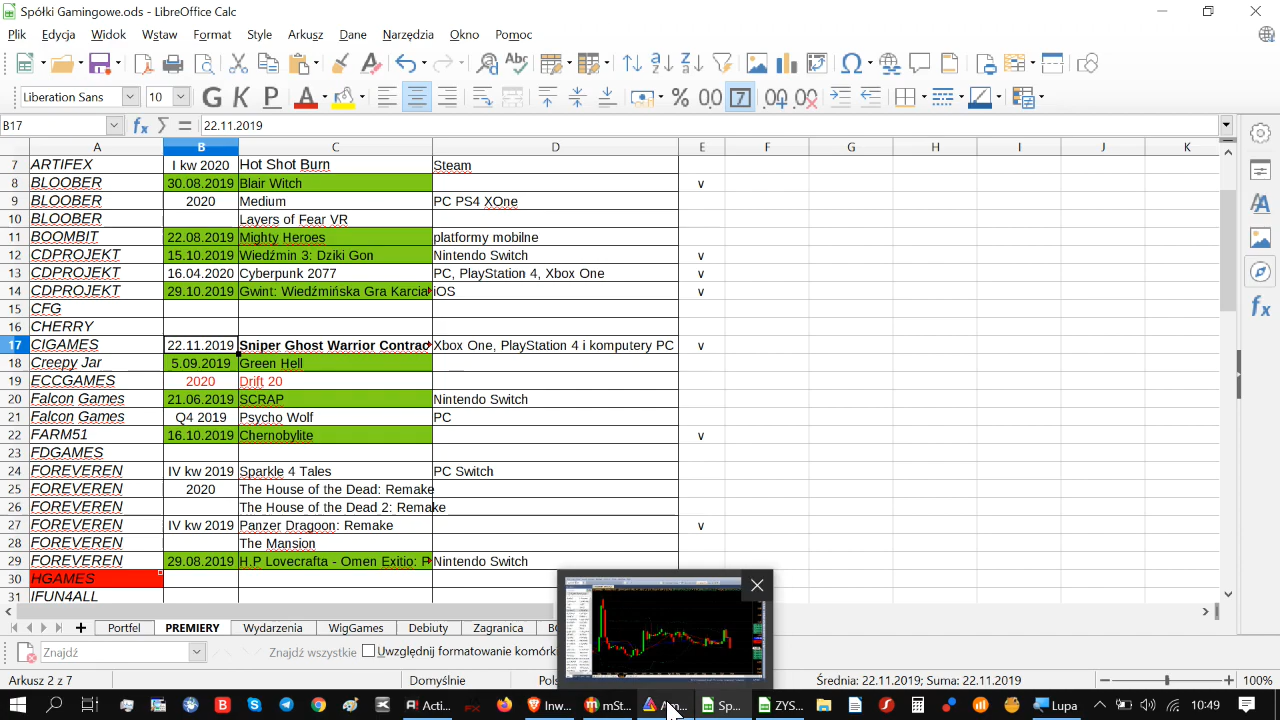 Spółki Gamingowe.ods - LibreOffice Calc
Plik Edycja Widok Wstaw Format Arkusz Style Dane Narzędzia Okno Pomoc
Liberation Sans 10 G K P A % 0.0 7
B17 22.11.2019
A B C D E F G H I J K
7 ARTIFEX I kw 2020 Hot Shot Burn Steam
8 BLOOBER 30.08.2019 Blair Witch v
9 BLOOBER 2020 Medium PC PS4 XOne
10 BLOOBER Layers of Fear VR
11 BOOMBIT 22.08.2019 Mighty Heroes platformy mobilne
12 CDPROJEKT 15.10.2019 Wiedźmin 3: Dziki Gon Nintendo Switch v
13 CDPROJEKT 16.04.2020 Cyberpunk 2077 PC, PlayStation 4, Xbox One v
14 CDPROJEKT 29.10.2019 Gwint: Wiedźmińska Gra Karcia iOS v
15 CFG
16 CHERRY
17 CIGAMES 22.11.2019 Sniper Ghost Warrior Contrac Xbox One, PlayStation 4 i komputery PC v
18 Creepy Jar 5.09.2019 Green Hell
19 ECCGAMES 2020 Drift 20
20 Falcon Games 21.06.2019 SCRAP Nintendo Switch
21 Falcon Games Q4 2019 Psycho Wolf PC
22 FARM51 16.10.2019 Chernobylite v
23 FDGAMES
24 FOREVEREN IV kw 2019 Sparkle 4 Tales PC Switch
25 FOREVEREN 2020 The House of the Dead: Remake
26 FOREVEREN The House of the Dead 2: Remake
27 FOREVEREN IV kw 2019 Panzer Dragoon: Remake v
28 FOREVEREN The Mansion
29 FOREVEREN 29.08.2019 H.P Lovecrafta - Omen Exitio: P Nintendo Switch
30 HGAMES
IFUN4ALL
Portfel PREMIERY Wydarzenia WigGames Debiuty Zagranica
Znajdź Znajdź wszystkie Uwzględnij formatowanie komórk
rkusz 2 z 7 Domyślnie Pols Średnia: 22.11.2019; Suma: 22.11.2019 100%
Acti... Inw... mSt... Sp... ZYS... Lupa 10:49